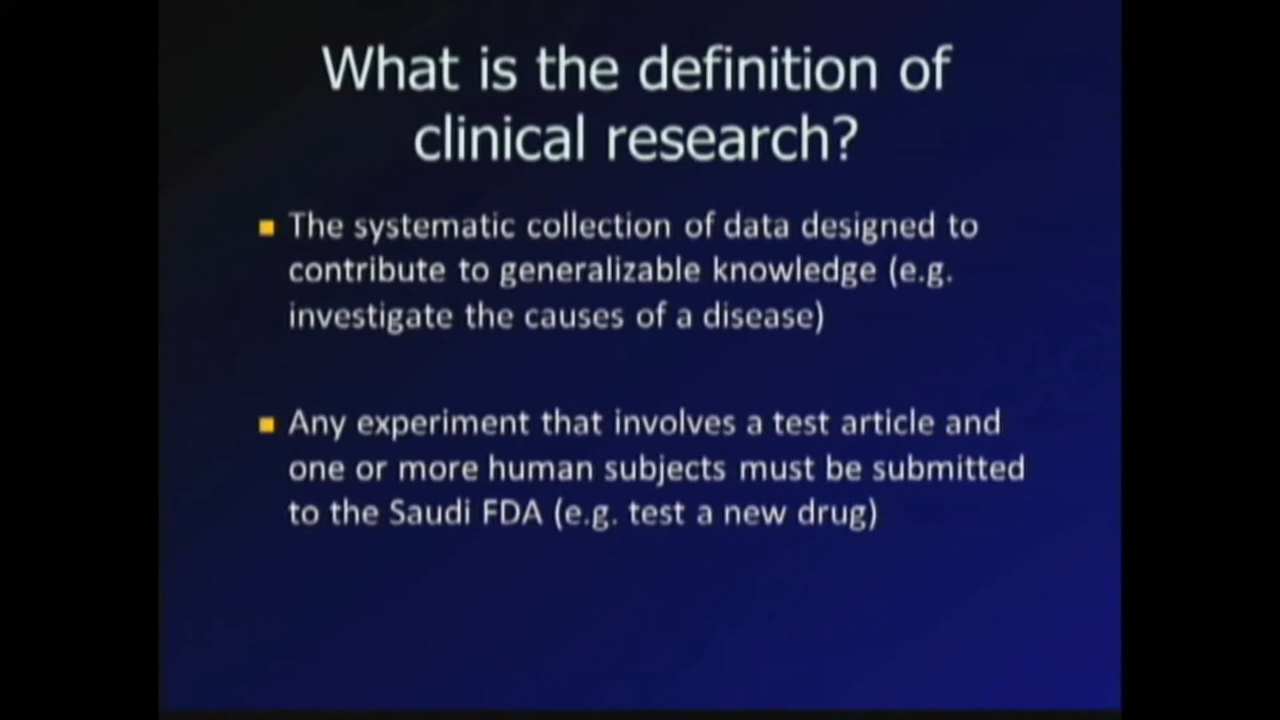 What is the definition of
clinical research?
The systematic collection of data designed to
contribute to generalizable knowledge (e.g.
investigate the causes of a disease)
Any experiment that involves a test article and
one or more human subjects must be submitted
to the Saudi FDA (e.g. test a new drug)